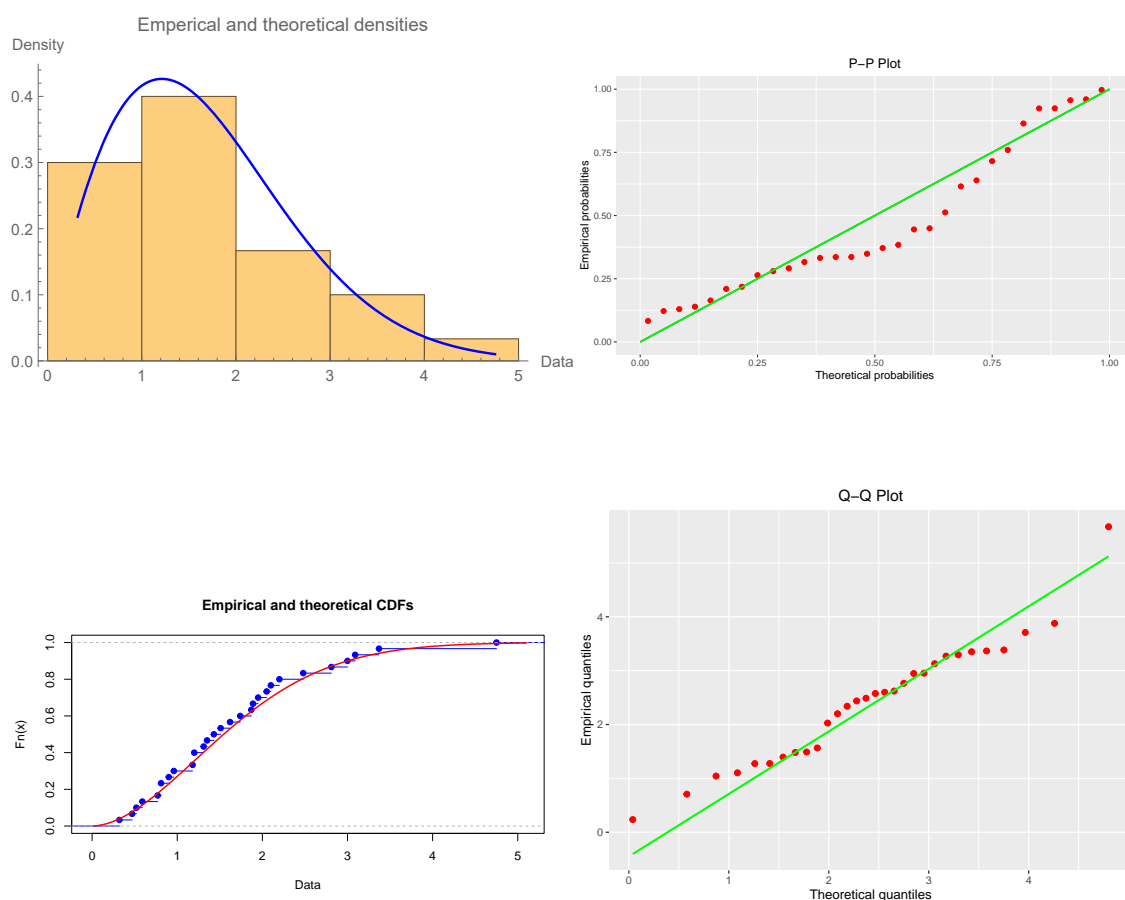 Emperical and theoretical densities
Density
0.4
0.3
0.2
0.1
0.0
0 1 2 3 4 5
Data
P–P Plot
Empirical probabilities
1.00
0.75
0.50
0.25
0.00
0.00 0.25 0.50 0.75 1.00
Theoretical probabilities
Empirical and theoretical CDFs
Fn(x)
1.0
0.8
0.6
0.4
0.2
0.0
0 1 2 3 4 5
Data
Q–Q Plot
Empirical quantiles
4
2
0
0 1 2 3 4
Theoretical quantiles